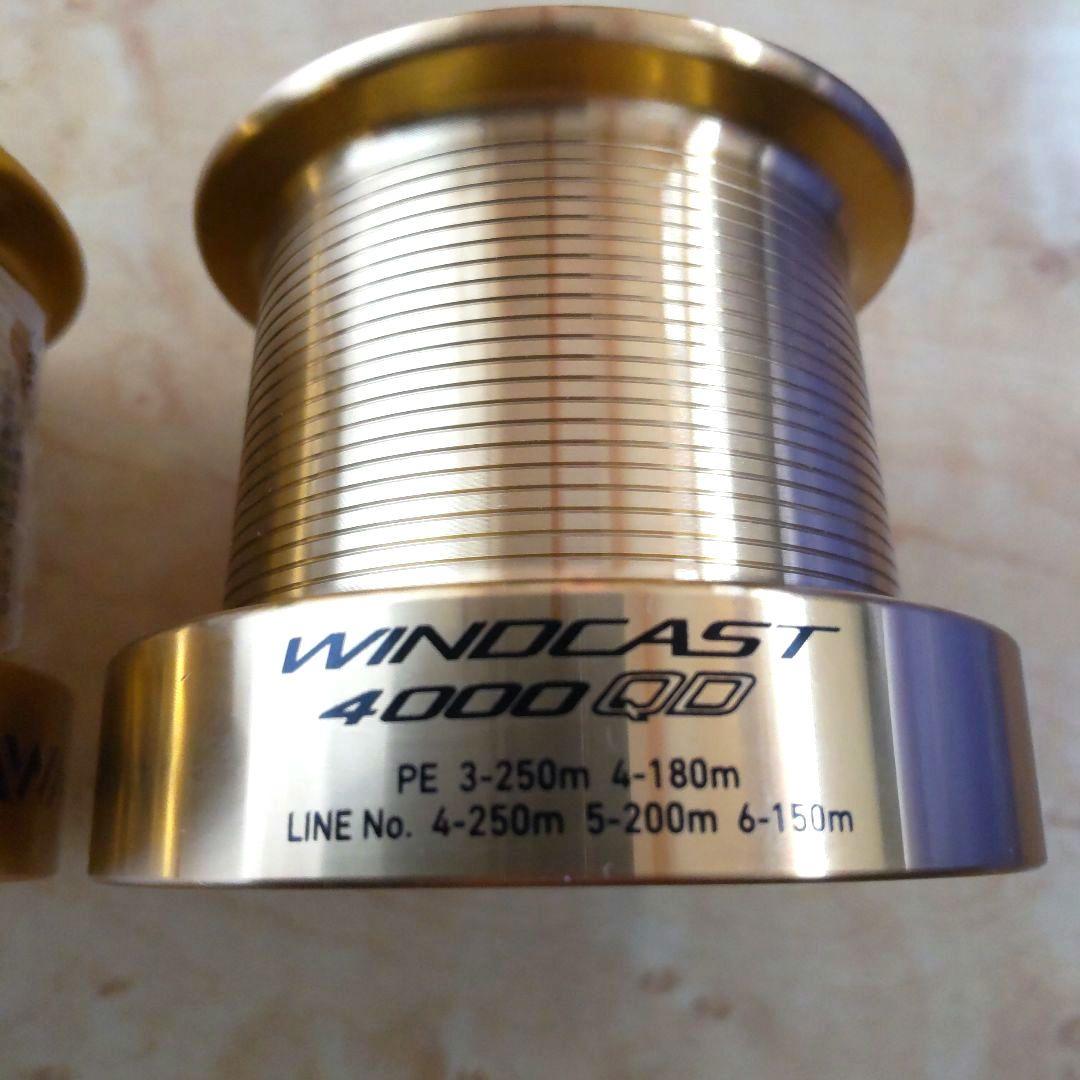 WINDCAST
4000QD
PE 3-250m 4-180m
LINE No. 4-250m 5-200m 6-150m